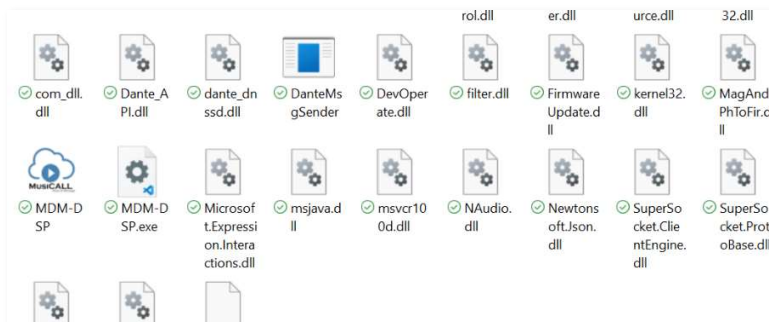 rol.dll er.dll urce.dll 32.dll
com_dll. Dante_A dante_dn DanteMs DevOper filter.dll Firmware kernel32. MagAnd
dll PI.dll ssd.dll gSender ate.dll Update.d dll PhToFir.d
ll ll
MUSICALL
MDM-D MDM-D Microsof msjava.d msvcr10 NAudio. Newtons SuperSo SuperSo
SP SP.exe t.Expressi ll 0d.dll dll oft.Json. cket.Clie cket.Prot
on.Intera dll ntEngine. oBase.dll
ctions.dll dll